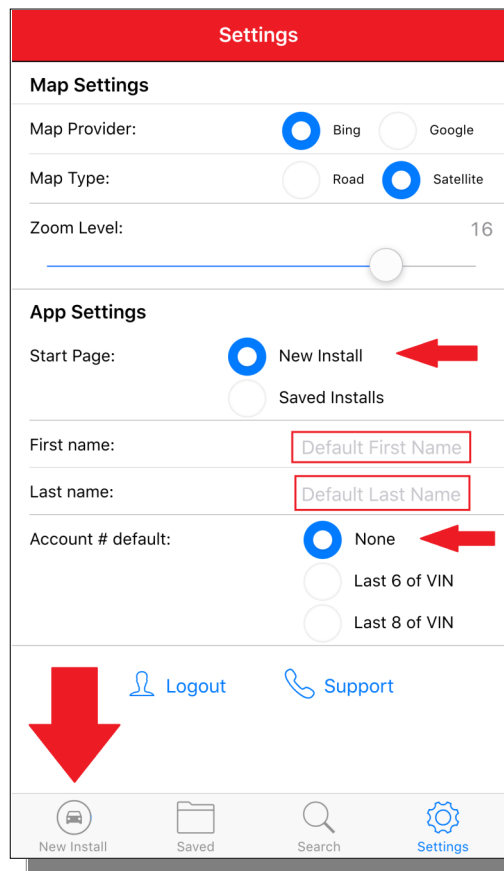 Settings
Map Settings
Map Provider: Bing Google
Map Type: Road Satellite
Zoom Level: 16
App Settings
Start Page: New Install
Saved Installs
First name: Default First Name
Last name: Default Last Name
Account # default: None
Last 6 of VIN
Last 8 of VIN
Logout Support
New Install Saved Search Settings